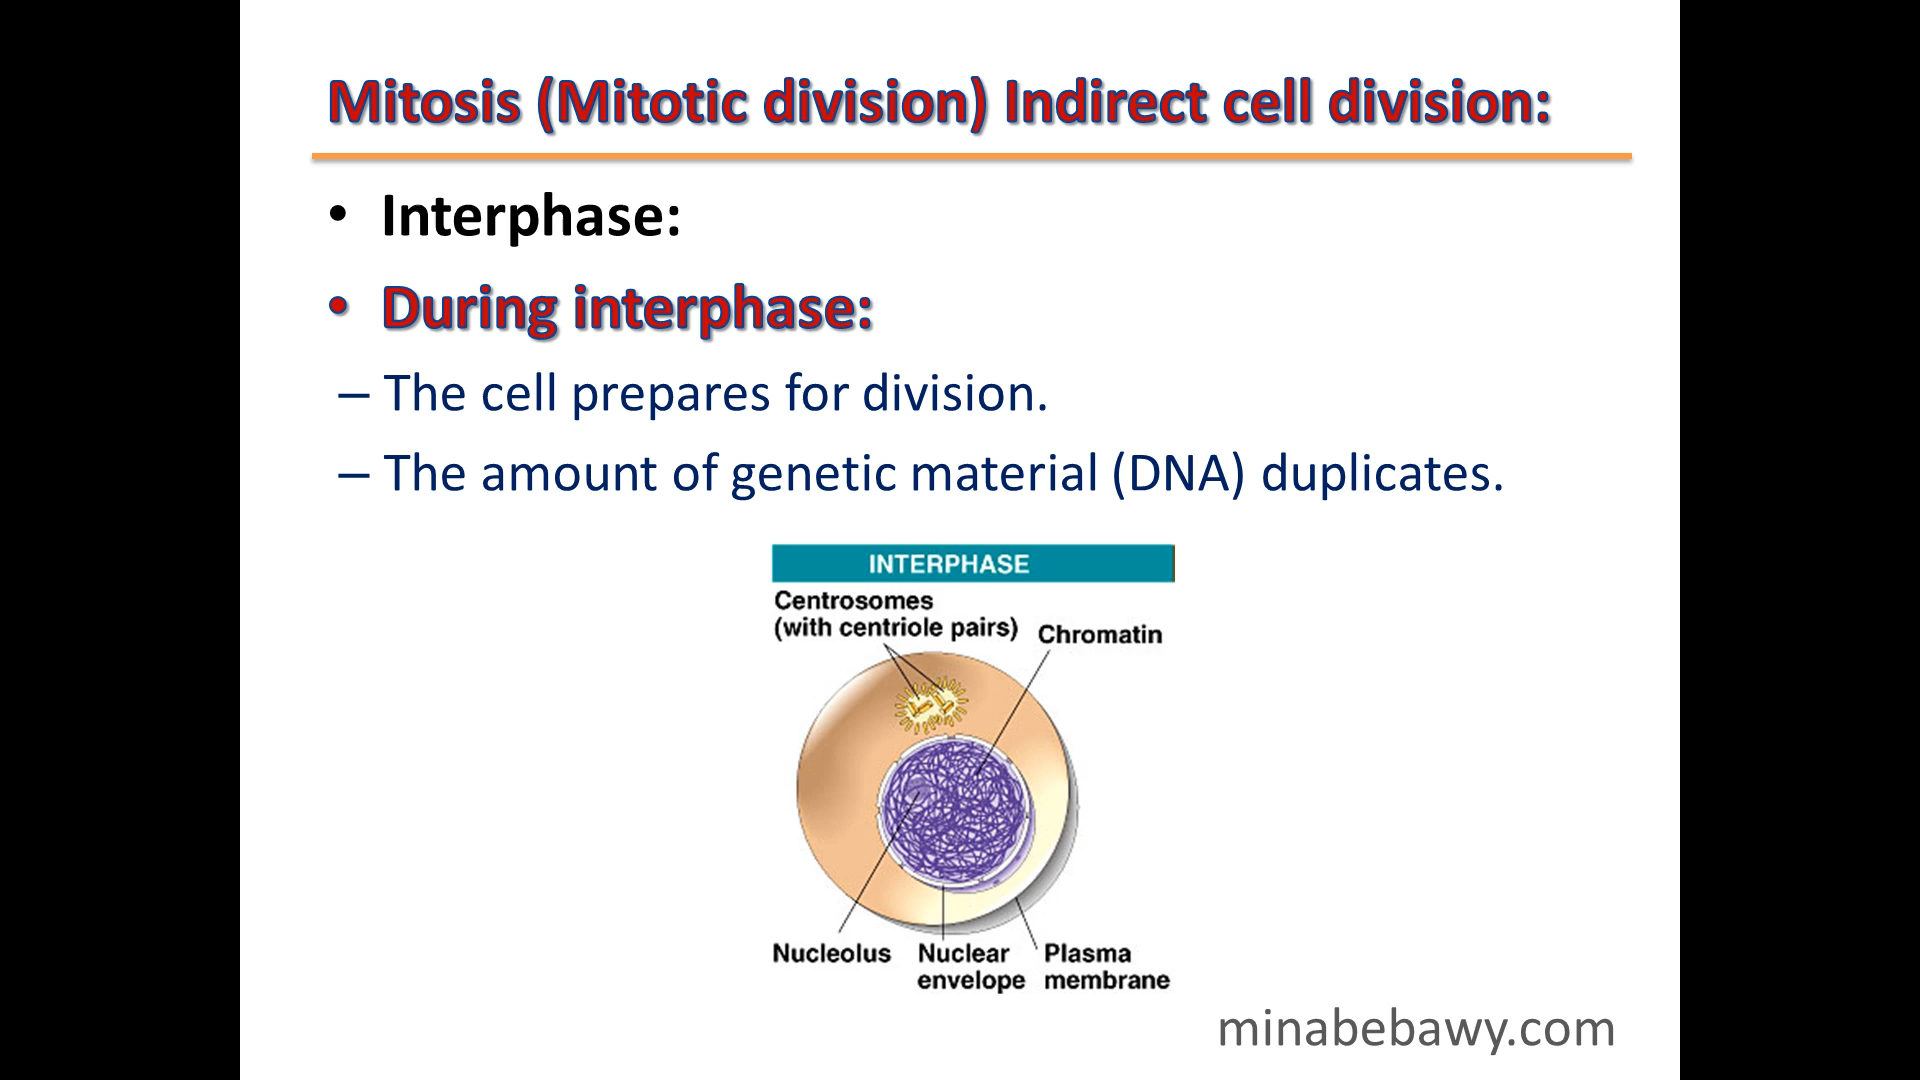 Mitosis (Mitotic division) Indirect cell division:
• Interphase:
• During interphase:
– The cell prepares for division.
– The amount of genetic material (DNA) duplicates.
INTERPHASE
Centrosomes
(with centriole pairs)
Chromatin
Nucleolus
Nuclear
envelope
Plasma
membrane
minabebawy.com